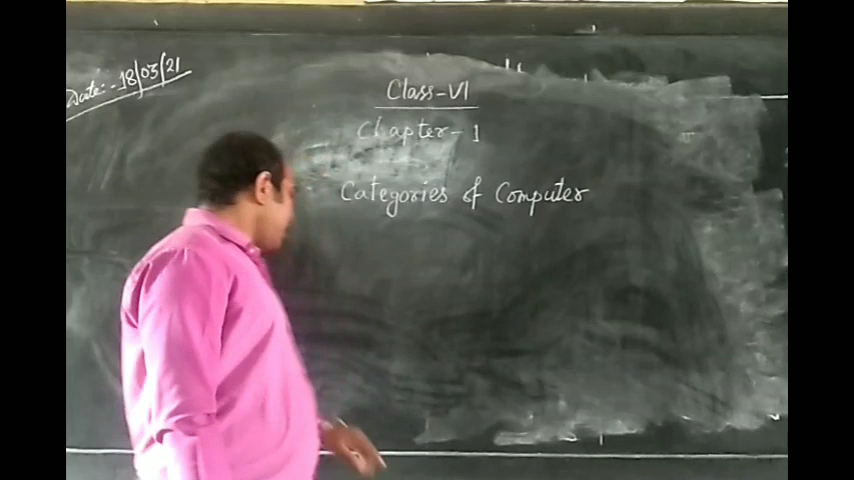 Date:- 18/03/21
Class-VI
Chapter-1
Categories of Computer